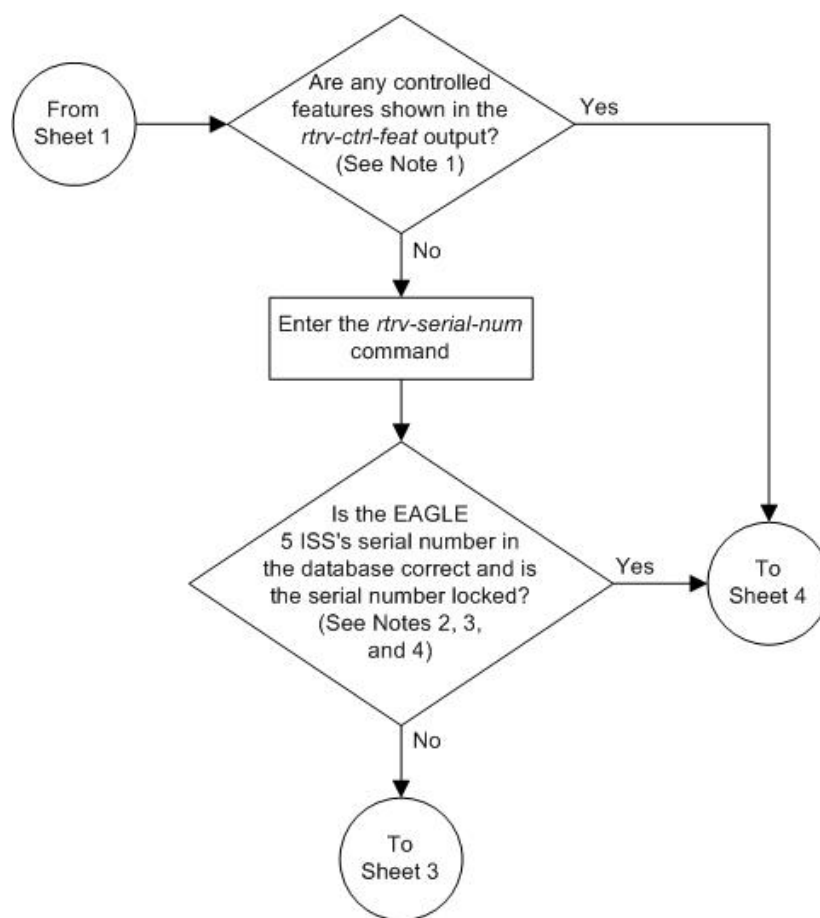 From
Sheet 1
Are any controlled
features shown in the
rtrv-ctrl-feat output?
(See Note 1)
Yes
No
Enter the rtrv-serial-num
command
Is the EAGLE
5 ISS's serial number in
the database correct and is
the serial number locked?
(See Notes 2, 3,
and 4)
Yes
To
Sheet 4
No
To
Sheet 3